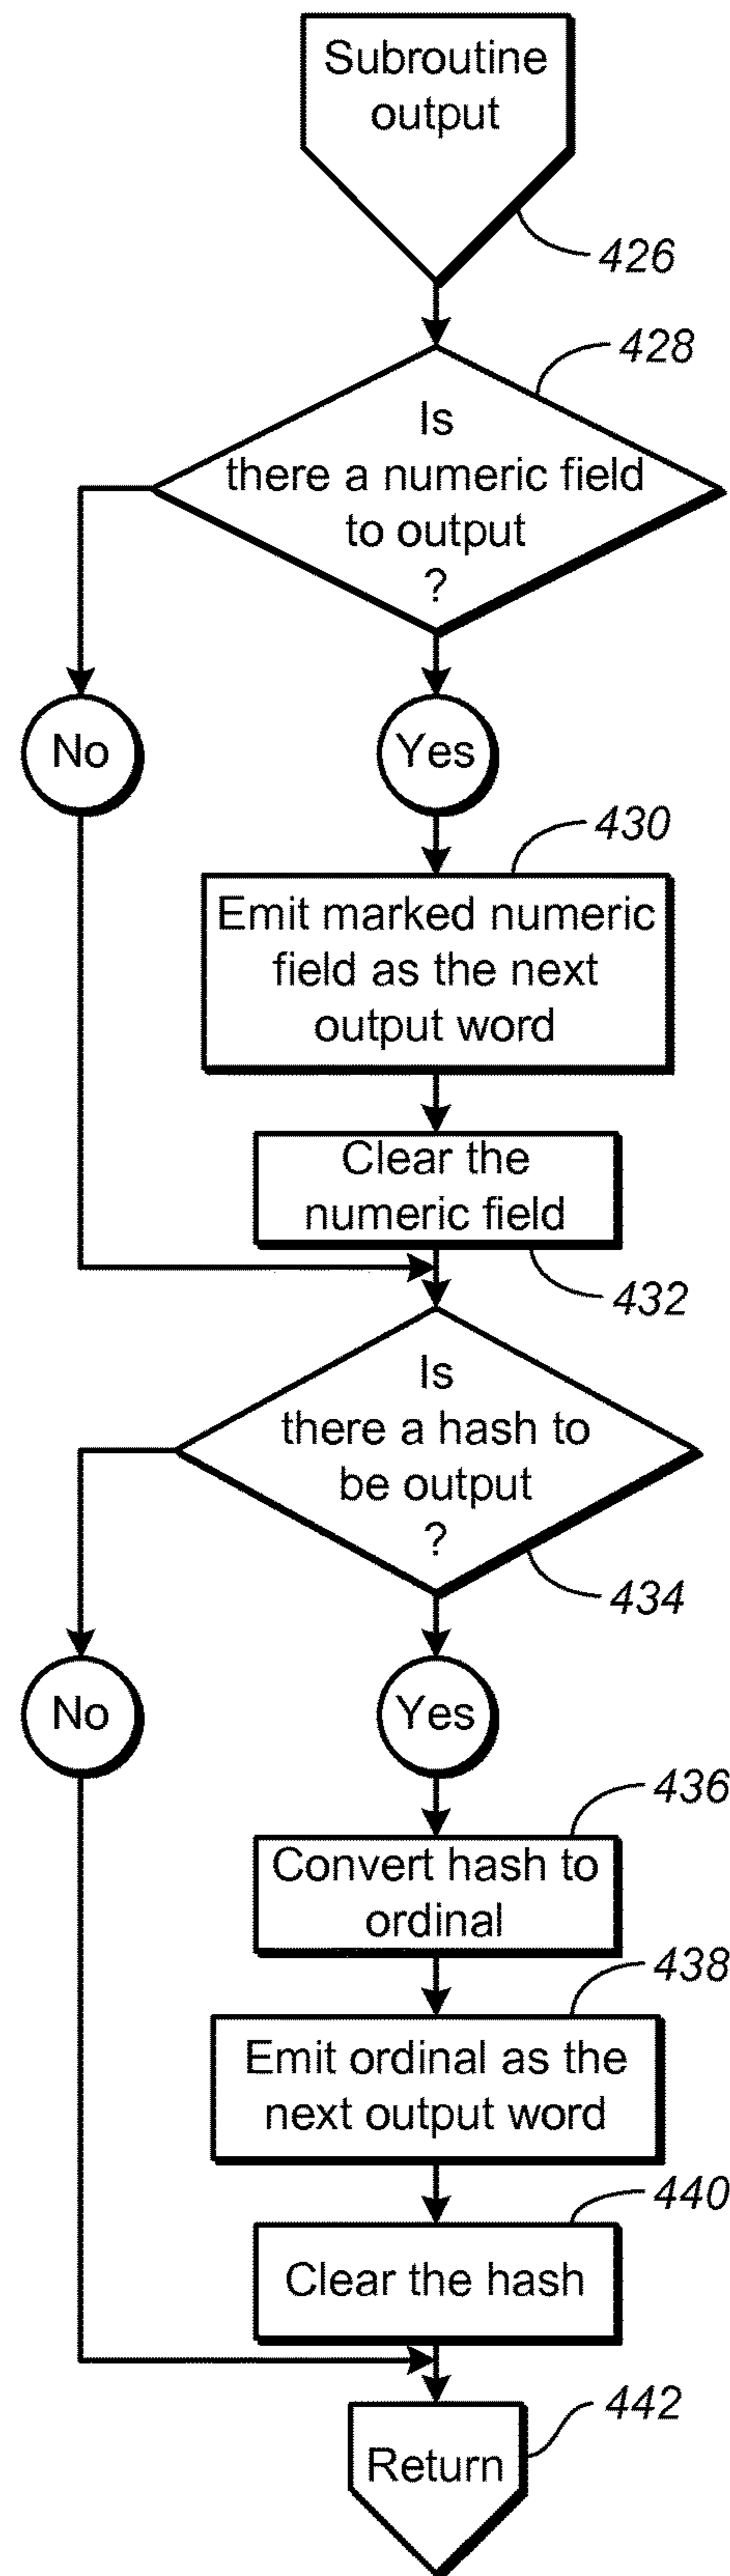 Subroutine
output
426
428
Is
there a numeric field
to output
?
No
Yes
430
Emit marked numeric
field as the next
output word
Clear the
numeric field
432
Is
there a hash to
be output
?
434
No
Yes
436
Convert hash to
ordinal
438
Emit ordinal as the
next output word
440
Clear the hash
442
Return